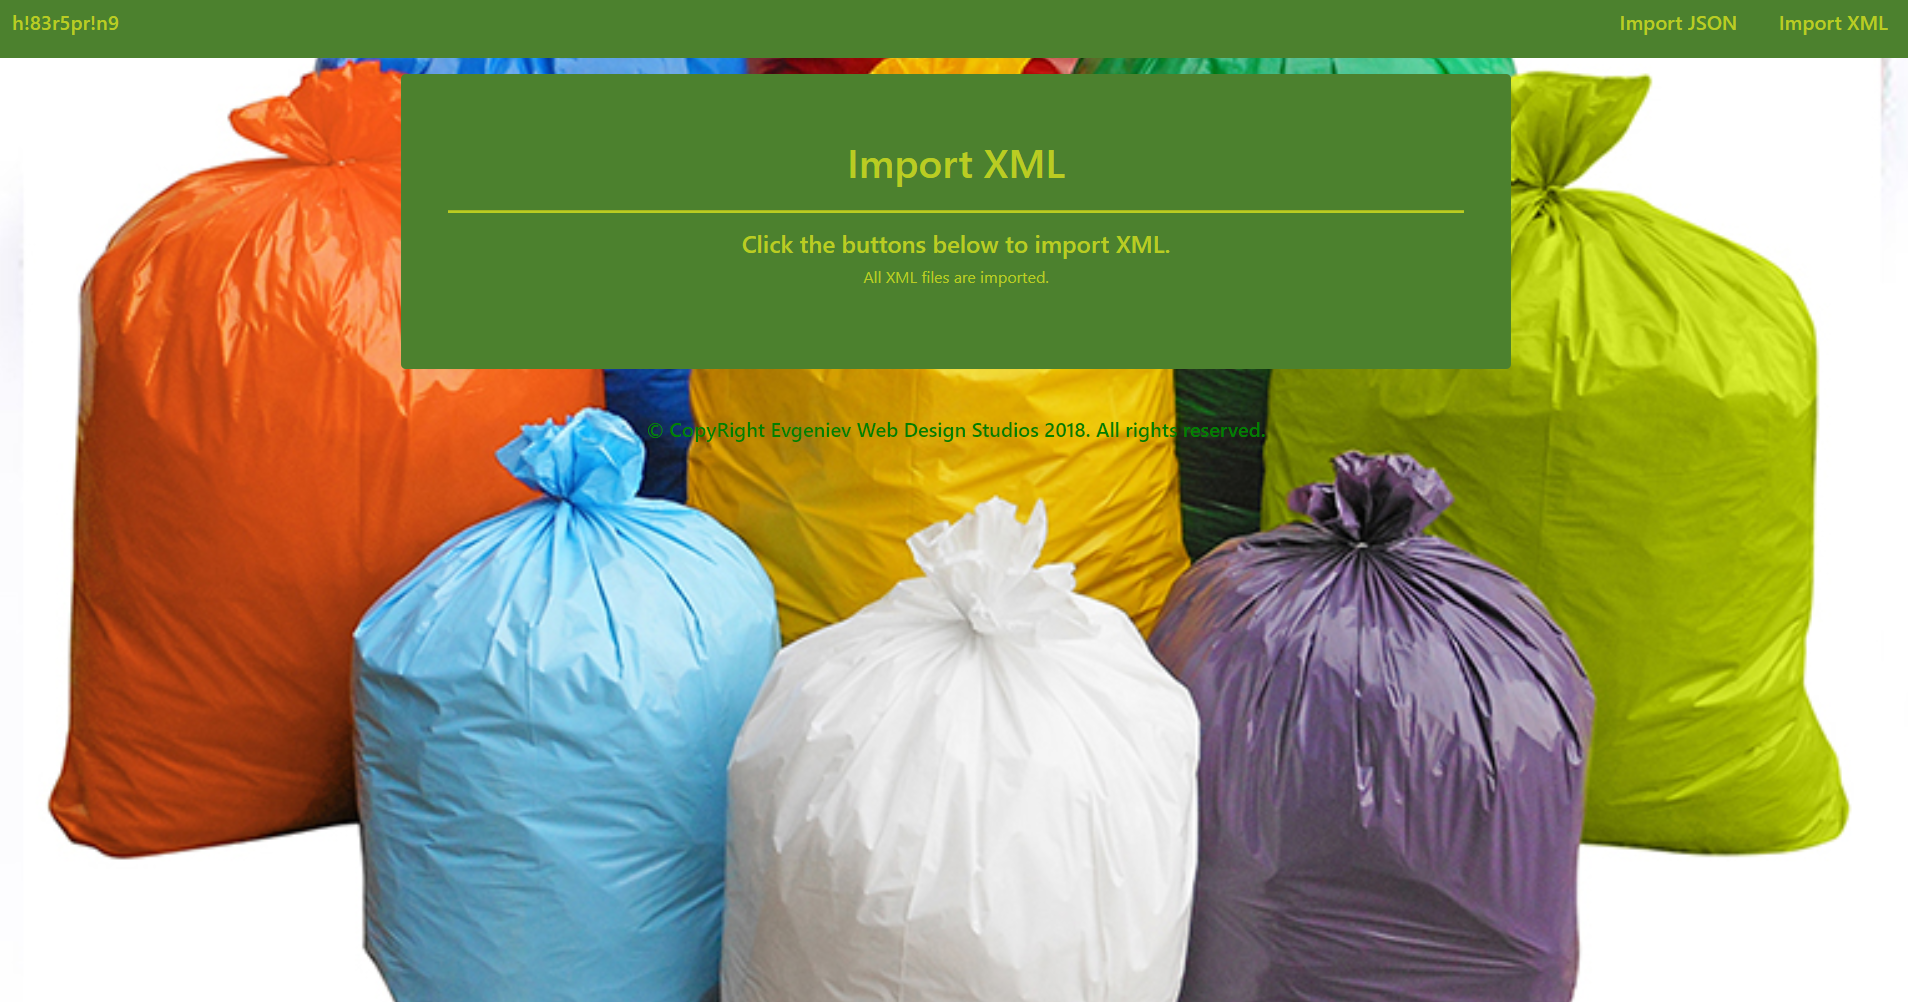 h!83r5pr!n9
Import JSON
Import XML
Import XML
Click the buttons below to import XML.
All XML files are imported.
© CopyRight Evgeniev Web Design Studios 2018. All rights reserved.